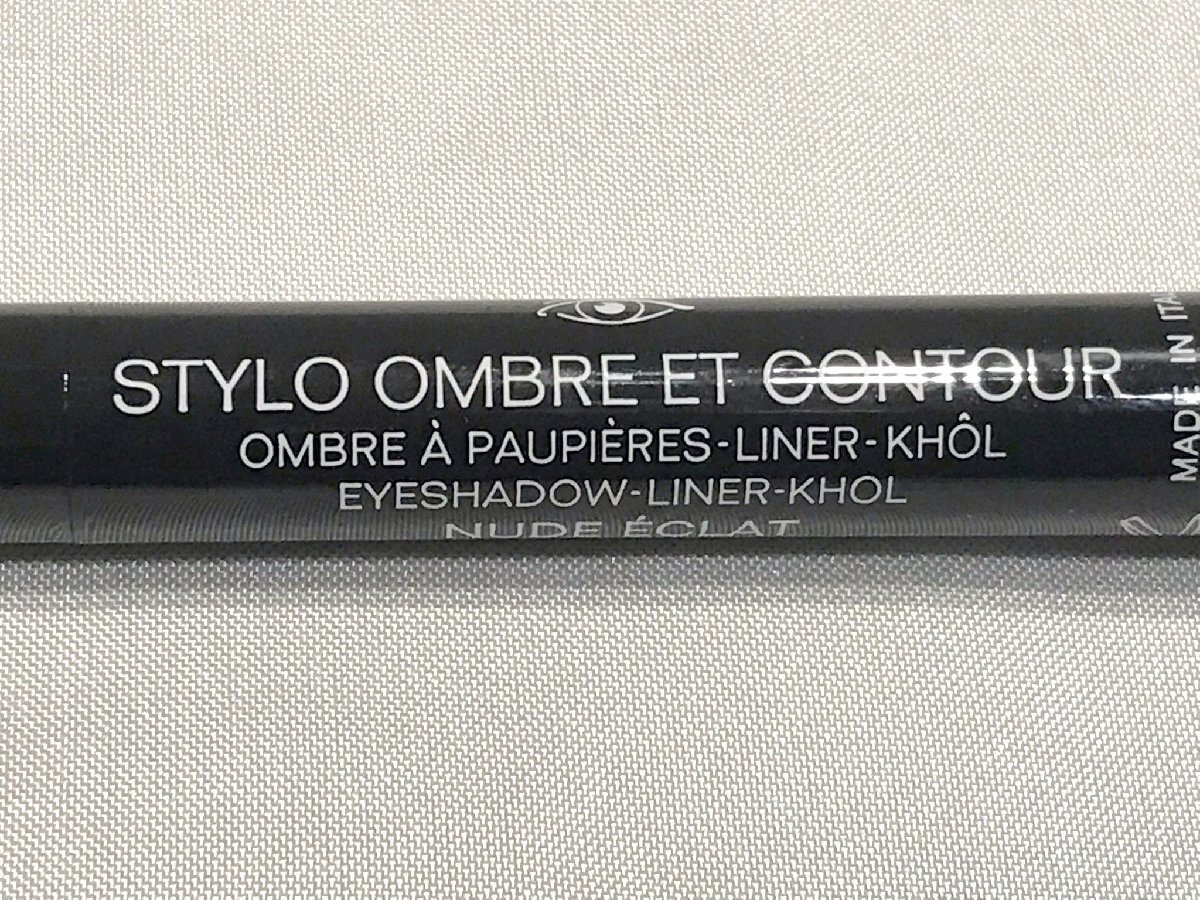 STYLO OMBRE ET CONTOUR
OMBRE À PAUPIÈRES-LINER-KHÔL
EYESHADOW-LINER-KHOL
NUDE ÉCLAT
MADE IN